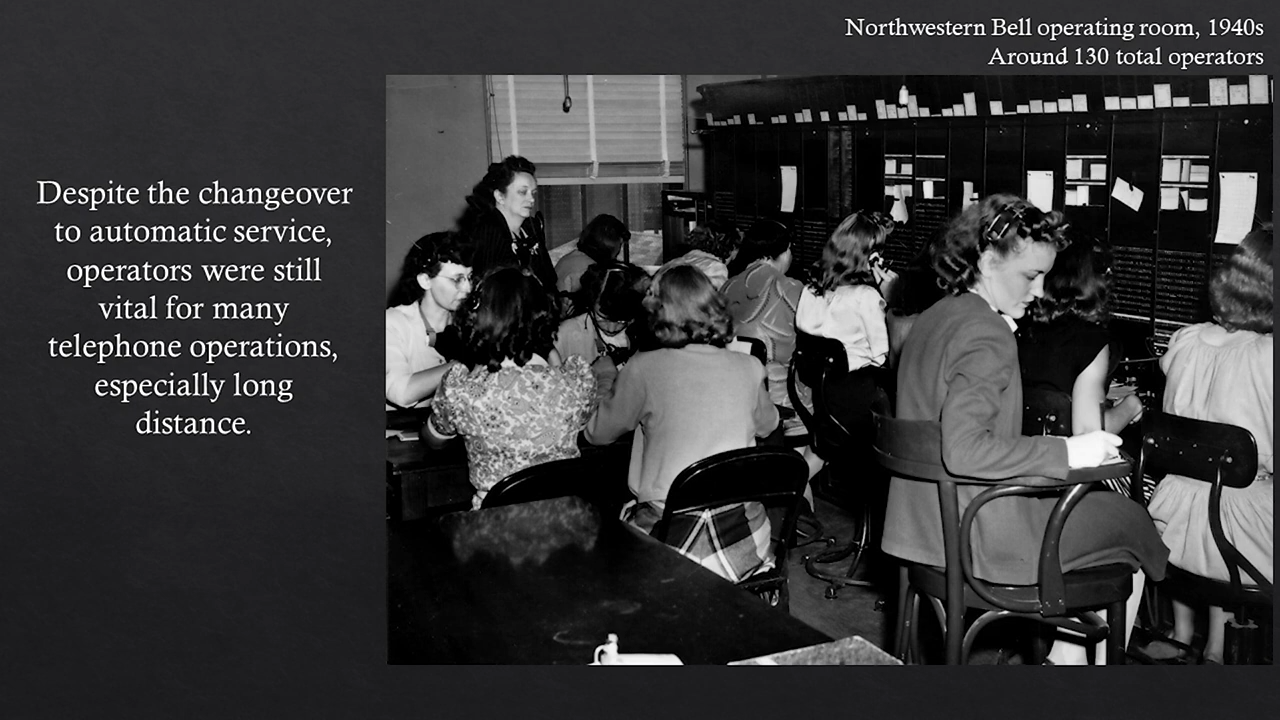 Northwestern Bell operating room, 1940s
Around 130 total operators
Despite the changeover
to automatic service,
operators were still
vital for many
telephone operations,
especially long
distance.